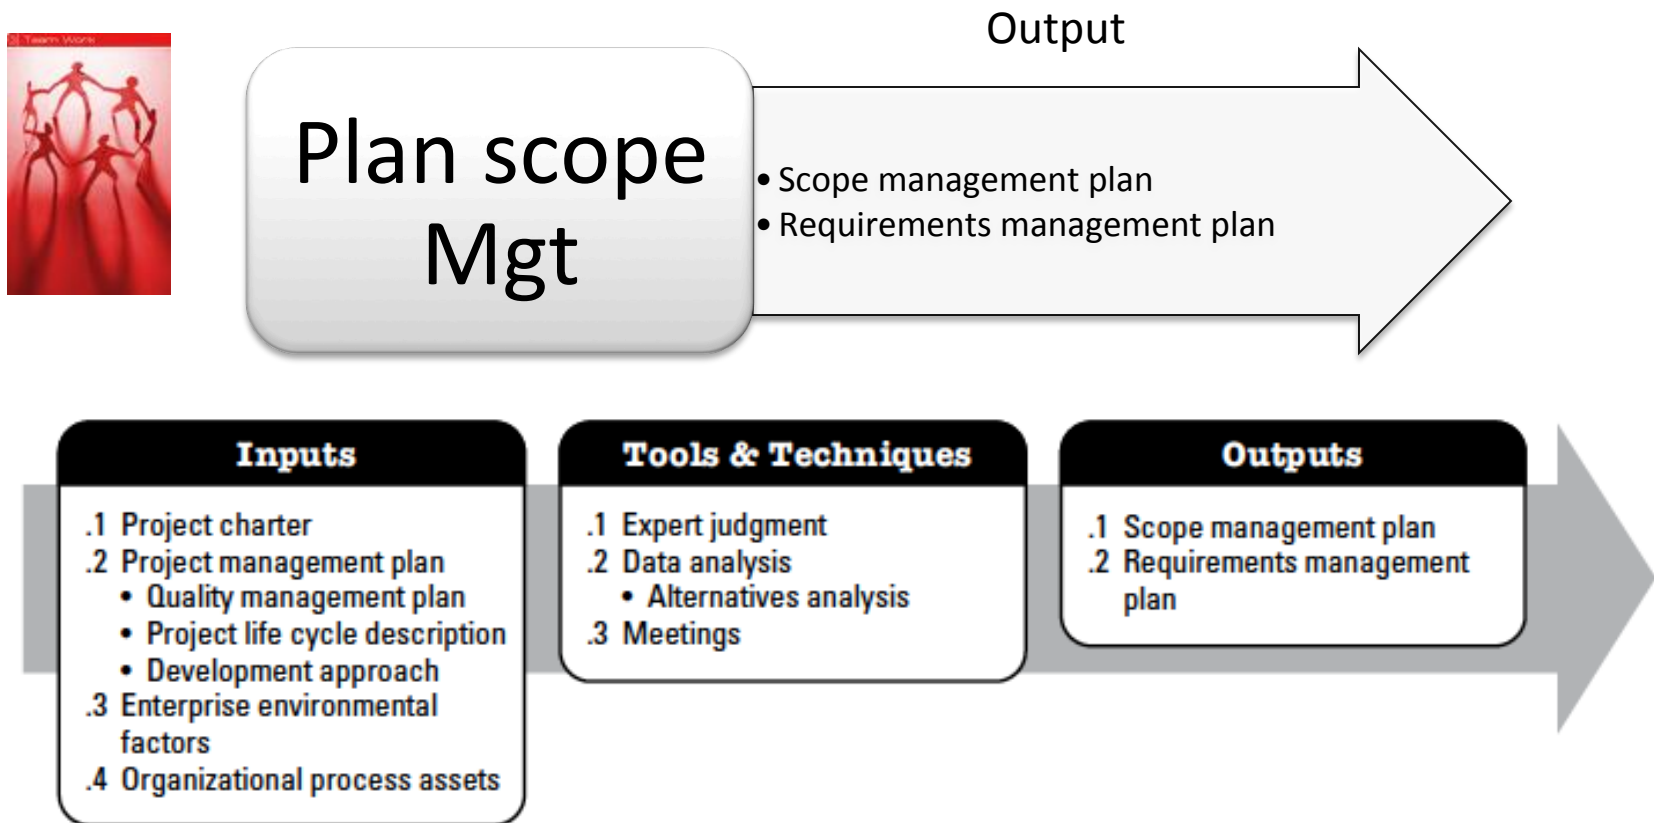 Team Work
Output
Plan scope
Mgt
• Scope management plan
• Requirements management plan
Inputs
.1 Project charter
.2 Project management plan
• Quality management plan
• Project life cycle description
• Development approach
.3 Enterprise environmental
factors
.4 Organizational process assets
Tools & Techniques
.1 Expert judgment
.2 Data analysis
• Alternatives analysis
.3 Meetings
Outputs
.1 Scope management plan
.2 Requirements management
plan